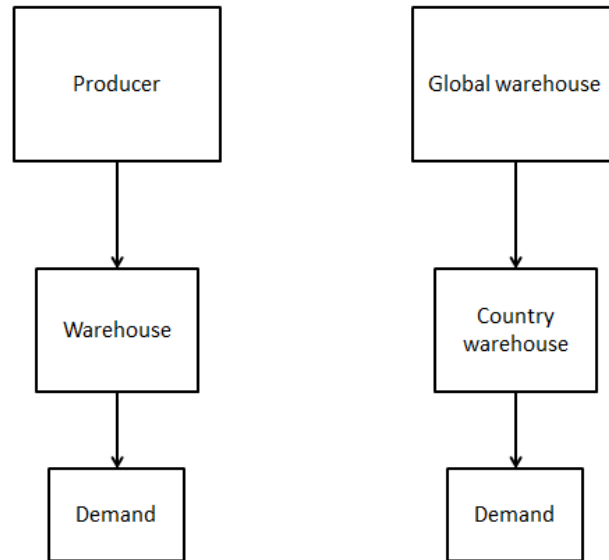 Producer
Global warehouse
Warehouse
Country
warehouse
Demand
Demand